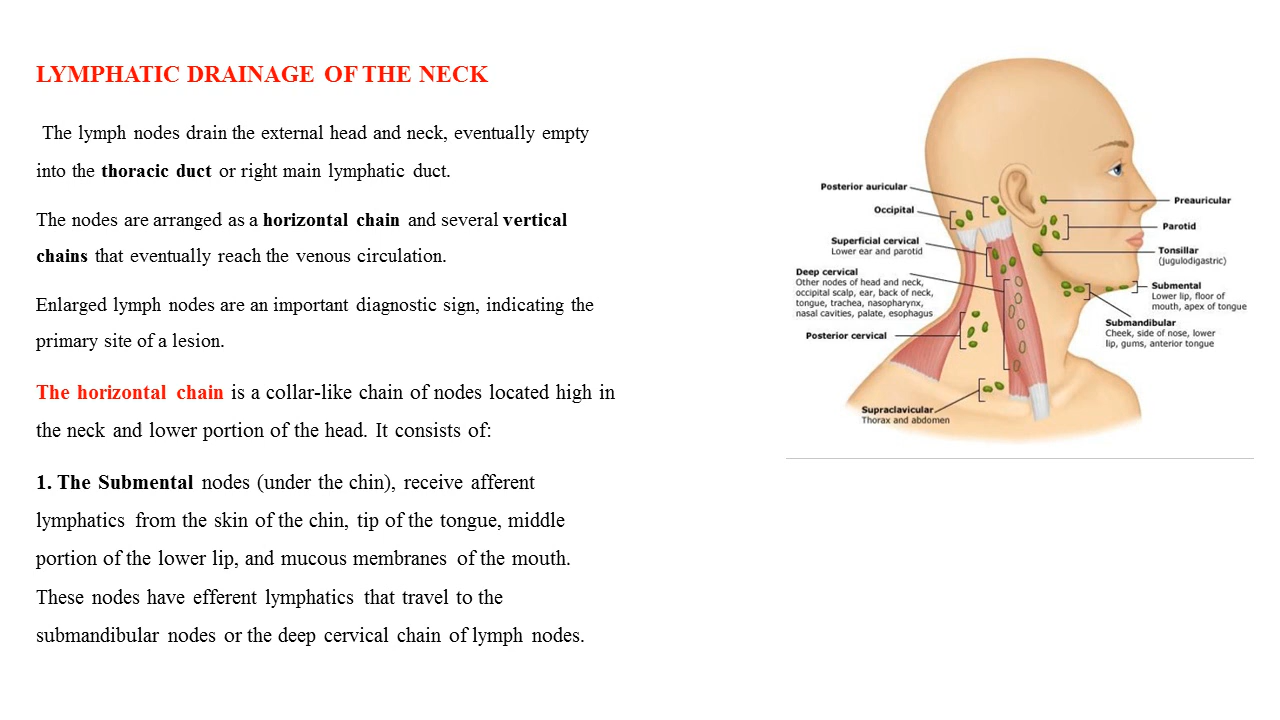 LYMPHATIC DRAINAGE OF THE NECK
The lymph nodes drain the external head and neck, eventually empty
into the thoracic duct or right main lymphatic duct.
The nodes are arranged as a horizontal chain and several vertical
chains that eventually reach the venous circulation.
Enlarged lymph nodes are an important diagnostic sign, indicating the
primary site of a lesion.
The horizontal chain is a collar-like chain of nodes located high in
the neck and lower portion of the head. It consists of:
1. The Submental nodes (under the chin), receive afferent
lymphatics from the skin of the chin, tip of the tongue, middle
portion of the lower lip, and mucous membranes of the mouth.
These nodes have efferent lymphatics that travel to the
submandibular nodes or the deep cervical chain of lymph nodes.
Posterior auricular
Occipital
Superficial cervical
Lower ear and parotid
Deep cervical
Other nodes of head and neck,
occipital scalp, ear, back of neck,
tongue, trachea, nasopharynx,
nasal cavities, palate, esophagus
Posterior cervical
Supraclavicular
Thorax and abdomen
Preauricular
Parotid
Tonsillar
(jugulodigastric)
Submental
Lower lip, floor of
mouth, apex of tongue
Submandibular
Cheek, side of nose, lower
lip, gums, anterior tongue